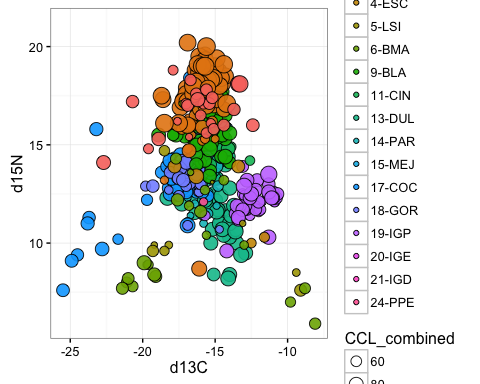 4-ESC
5-LSI
6-BMA
9-BLA
11-CIN
13-DUL
14-PAR
15-MEJ
17-COC
18-GOR
19-IGP
20-IGE
21-IGD
24-PPE
CCL_combined
60
80
20
15
10
d15N
-25
-20
-15
-10
d13C